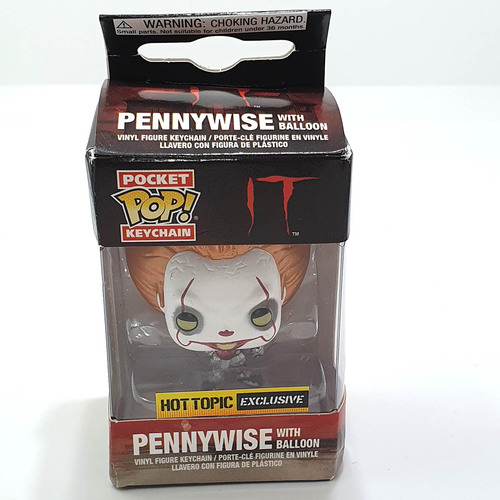 WARNING: CHOKING HAZARD.
Small parts. Not suitable for children under 36 months.
IT
PENNYWISE WITH BALLOON
VINYL FIGURE KEYCHAIN / PORTE-CLÉ FIGURINE EN VINYLE
LLAVERO CON FIGURA DE PLÁSTICO
POCKET
POP!
KEYCHAIN
IT
TM
HOT TOPIC EXCLUSIVE
PENNYWISE WITH BALLOON
VINYL FIGURE KEYCHAIN / PORTE-CLÉ FIGURINE EN VINYLE
LLAVERO CON FIGURA DE PLÁSTICO